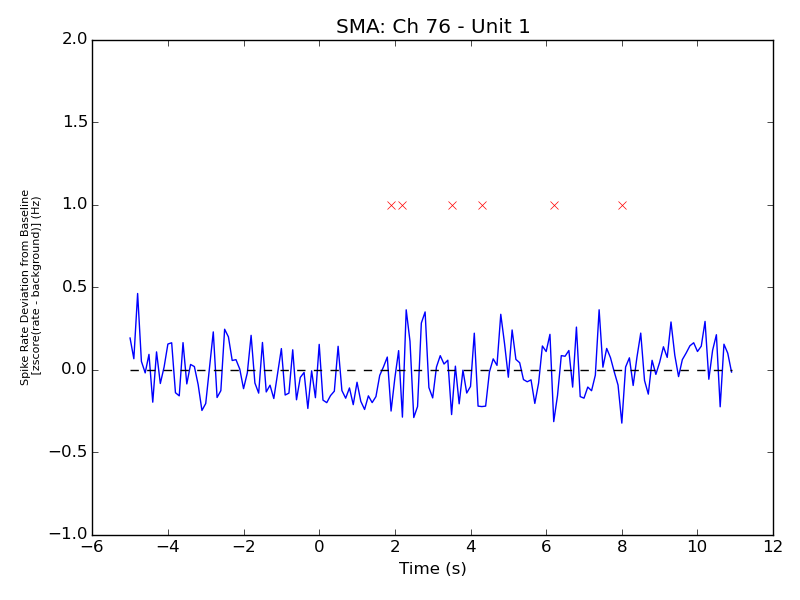 SMA: Ch 76 - Unit 1
2.0
1.5
1.0
0.5
0.0
−0.5
−1.0
Spike Rate Deviation from Baseline
[zscore(rate - background)] (Hz)
−6 −4 −2 0 2 4 6 8 10 12
Time (s)